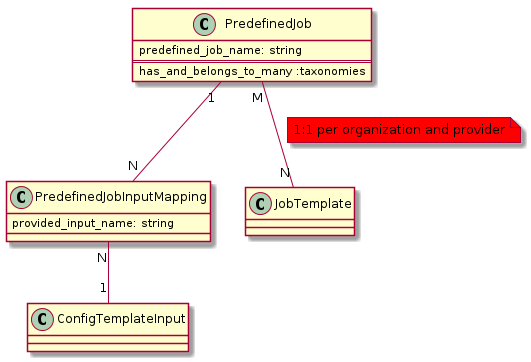 C PredefinedJob
predefined_job_name: string
has_and_belongs_to_many :taxonomies
1
M
1:1 per organization and provider
N
N
C PredefinedJobInputMapping
provided_input_name: string
C JobTemplate
N
1
C ConfigTemplateInput